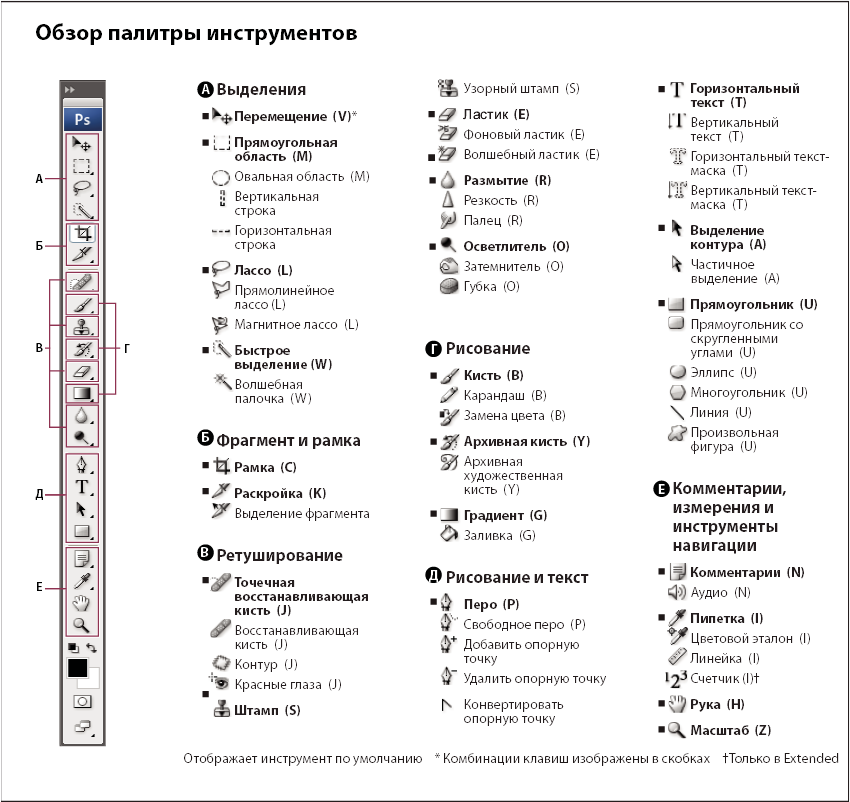 Обзор палитры инструментов
Ps
А
Б
В
Г
Д
Е
А Выделения
Перемещение (V)*
Прямоугольная
область (M)
Овальная область (M)
Вертикальная
строка
Горизонтальная
строка
Лассо (L)
Прямолинейное
лассо (L)
Магнитное лассо (L)
Быстрое
выделение (W)
Волшебная
палочка (W)
Б Фрагмент и рамка
Рамка (C)
Раскройка (K)
Выделение фрагмента
В Ретуширование
Точечная
восстанавливающая
кисть (J)
Восстанавливающая
кисть (J)
Контур (J)
Красные глаза (J)
Штамп (S)
Узорный штамп (S)
Ластик (E)
Фоновый ластик (E)
Волшебный ластик (E)
Размытие (R)
Резкость (R)
Палец (R)
Осветлитель (O)
Затемнитель (O)
Губка (O)
Г Рисование
Кисть (B)
Карандаш (B)
Замена цвета (B)
Архивная кисть (Y)
Архивная
художественная
кисть (Y)
Градиент (G)
Заливка (G)
Д Рисование и текст
Перо (P)
Свободное перо (P)
Добавить опорную
точку
Удалить опорную точку
Конвертировать
опорную точку
Горизонтальный
текст (T)
Вертикальный
текст (T)
Горизонтальный текст-
маска (T)
Вертикальный текст-
маска (T)
Выделение
контура (A)
Частичное
выделение (A)
Прямоугольник (U)
Прямоугольник со
скругленными
углами (U)
Эллипс (U)
Многоугольник (U)
Линия (U)
Произвольная
фигура (U)
Е Комментарии,
измерения и
инструменты
навигации
Комментарии (N)
Аудио (N)
Пипетка (I)
Цветовой эталон (I)
Линейка (I)
Счетчик (I)†
Рука (H)
Масштаб (Z)
Отображает инструмент по умолчанию * Комбинации клавиш изображены в скобках †Только в Extended